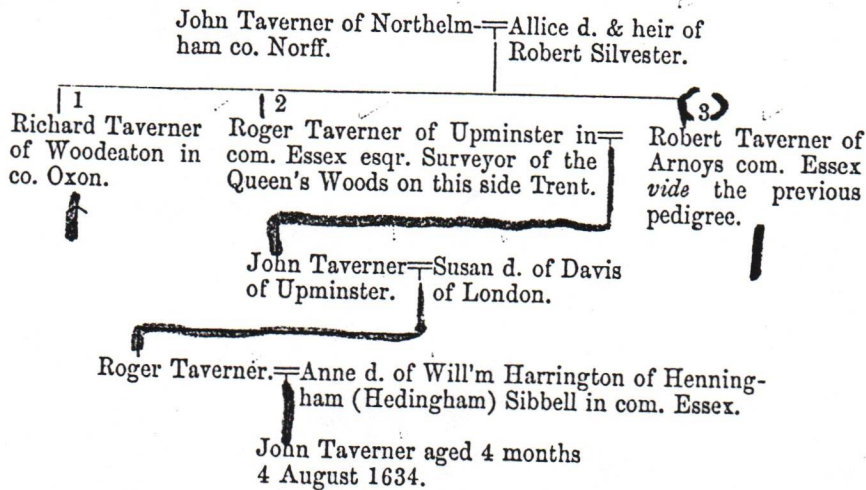 John Taverner of Northelm-
ham co. Norff.
Allice d. & heir of
Robert Silvester.
1
Richard Taverner
of Woodeaton in
co. Oxon.
2
Roger Taverner of Upminster in
com. Essex esqr. Surveyor of the
Queen's Woods on this side Trent.
(3)
Robert Taverner of
Arnoys com. Essex
vide the previous
pedigree.
John Taverner
of Upminster.
Susan d. of Davis
of London.
Roger Taverner.
Anne d. of Will'm Harrington of Henning-
ham (Hedingham) Sibbell in com. Essex.
John Taverner aged 4 months
4 August 1634.